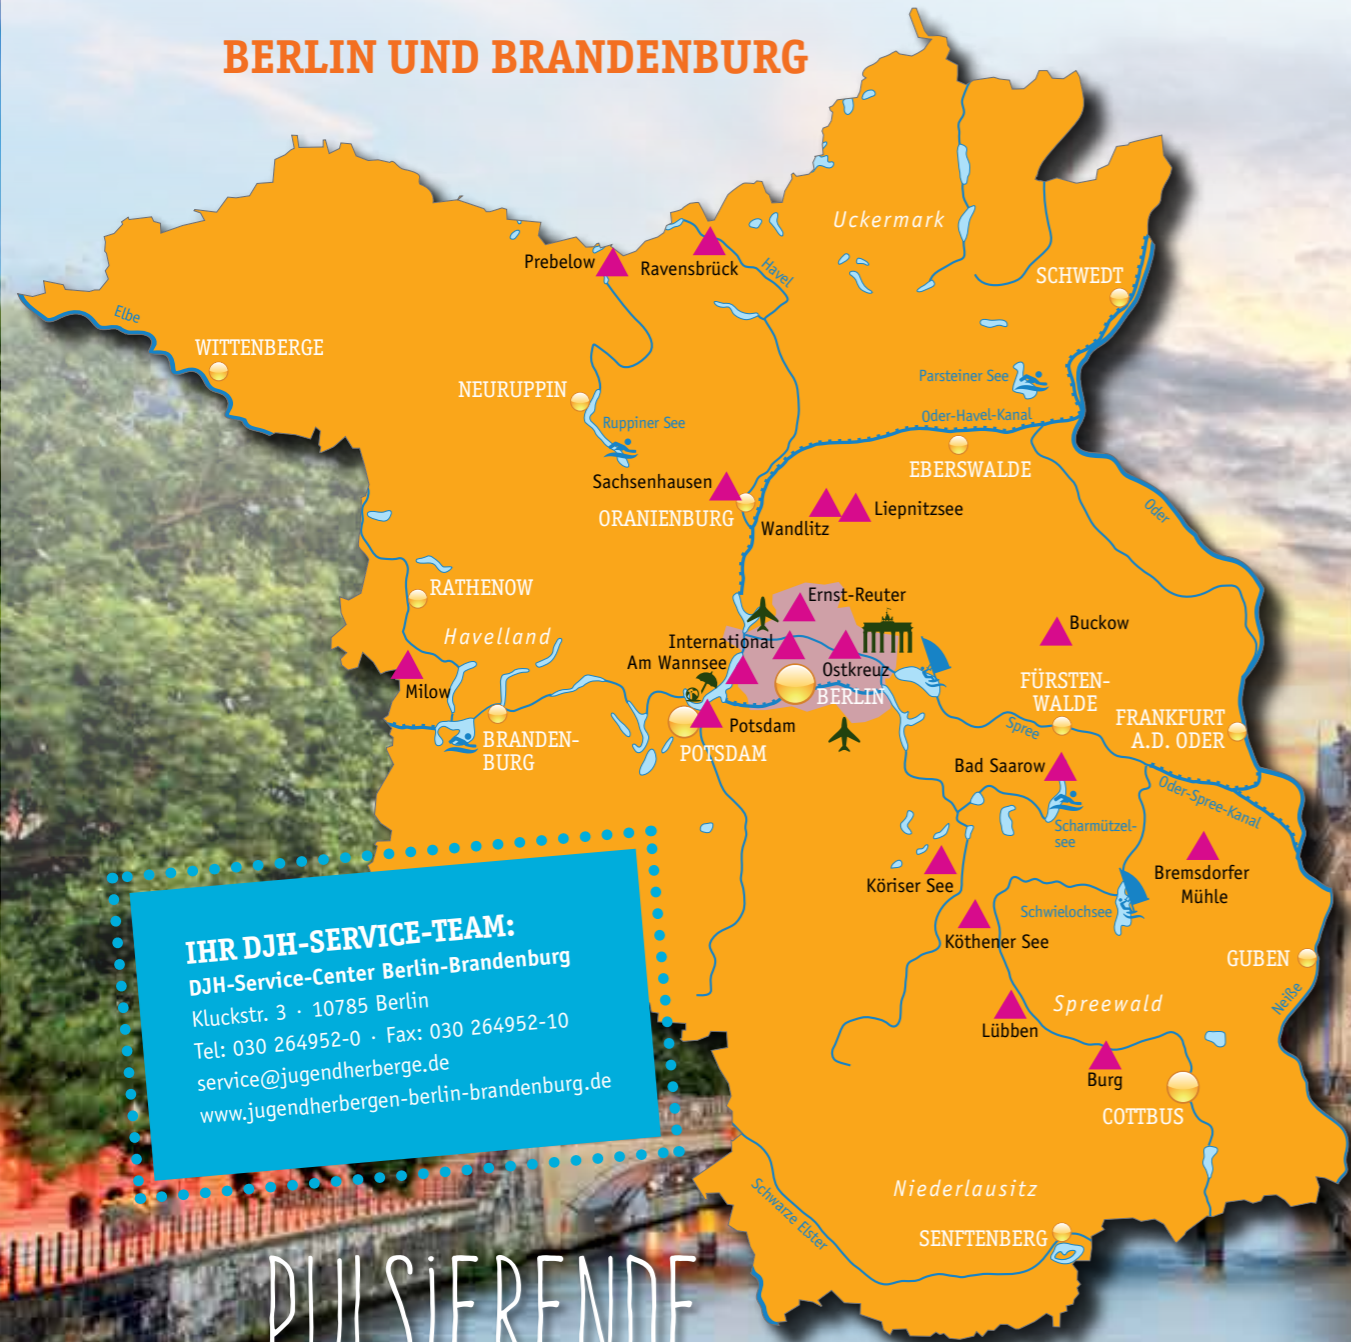 BERLIN UND BRANDENBURG
Uckermark
Prebelow
Ravensbrück
Havel
SCHWEDT
Elbe
WITTENBERGE
Parsteiner See
NEURUPPIN
Oder-Havel-Kanal
Ruppiner See
EBERSWALDE
Sachsenhausen
ORANIENBURG
Wandlitz
Liepnitzsee
Oder
RATHENOW
Ernst-Reuter
Havelland
International
Buckow
Am Wannsee
Ostkreuz
Milow
BERLIN
FÜRSTEN-
WALDE
FRANKFURT
A.D. ODER
Spree
Potsdam
POTSDAM
BRANDEN-
BURG
Bad Saarow
Oder-Spree-Kanal
Scharmützel-
see
Bremsdorfer
Mühle
Köriser See
Schwielochsee
Köthener See
GUBEN
Neiße
Spreewald
Lübben
Burg
COTTBUS
Niederlausitz
Schwarze Elster
SENFTENBERG
IHR DJH-SERVICE-TEAM:
DJH-Service-Center Berlin-Brandenburg
Kluckstr. 3 · 10785 Berlin
Tel: 030 264952-0 · Fax: 030 264952-10
service@jugendherberge.de
www.jugendherbergen-berlin-brandenburg.de
PULSiERENDE